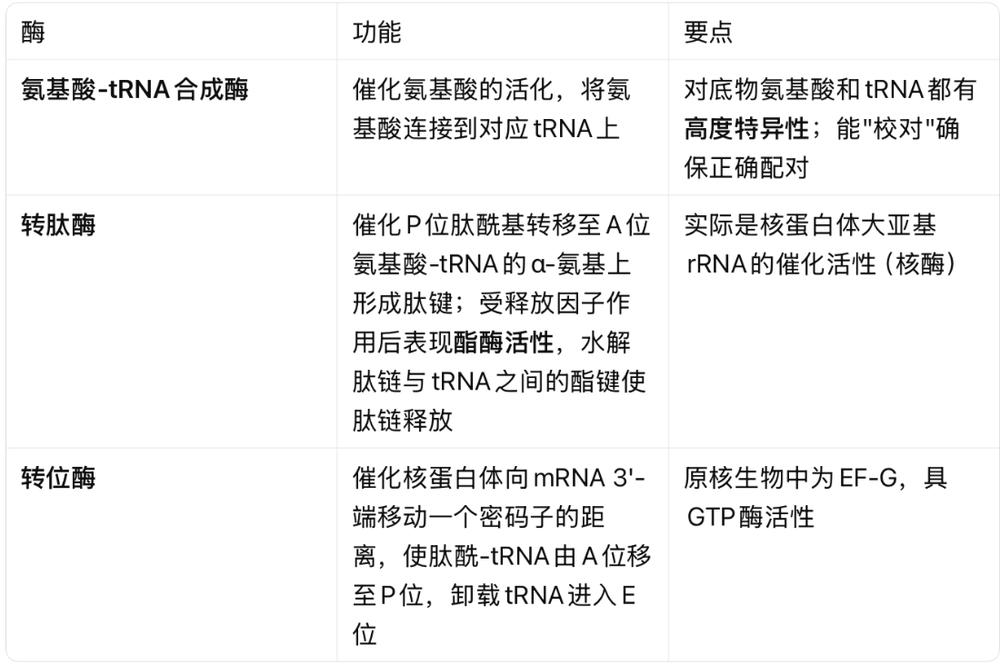 酶
功能
要点
氨基酸-tRNA合成酶
催化氨基酸的活化，将氨
基酸连接到对应tRNA上
对底物氨基酸和tRNA都有
高度特异性；能"校对"确
保正确配对
转肽酶
催化P位肽酰基转移至A位
氨基酸-tRNA的α-氨基上
形成肽键；受释放因子作
用后表现酯酶活性，水解
肽链与tRNA之间的酯键使
肽链释放
实际是核蛋白体大亚基
rRNA的催化活性（核酶）
转位酶
催化核蛋白体向mRNA 3'-
端移动一个密码子的距
离，使肽酰-tRNA由A位移
至P位，卸载tRNA进入E
位
原核生物中为EF-G，具
GTP酶活性